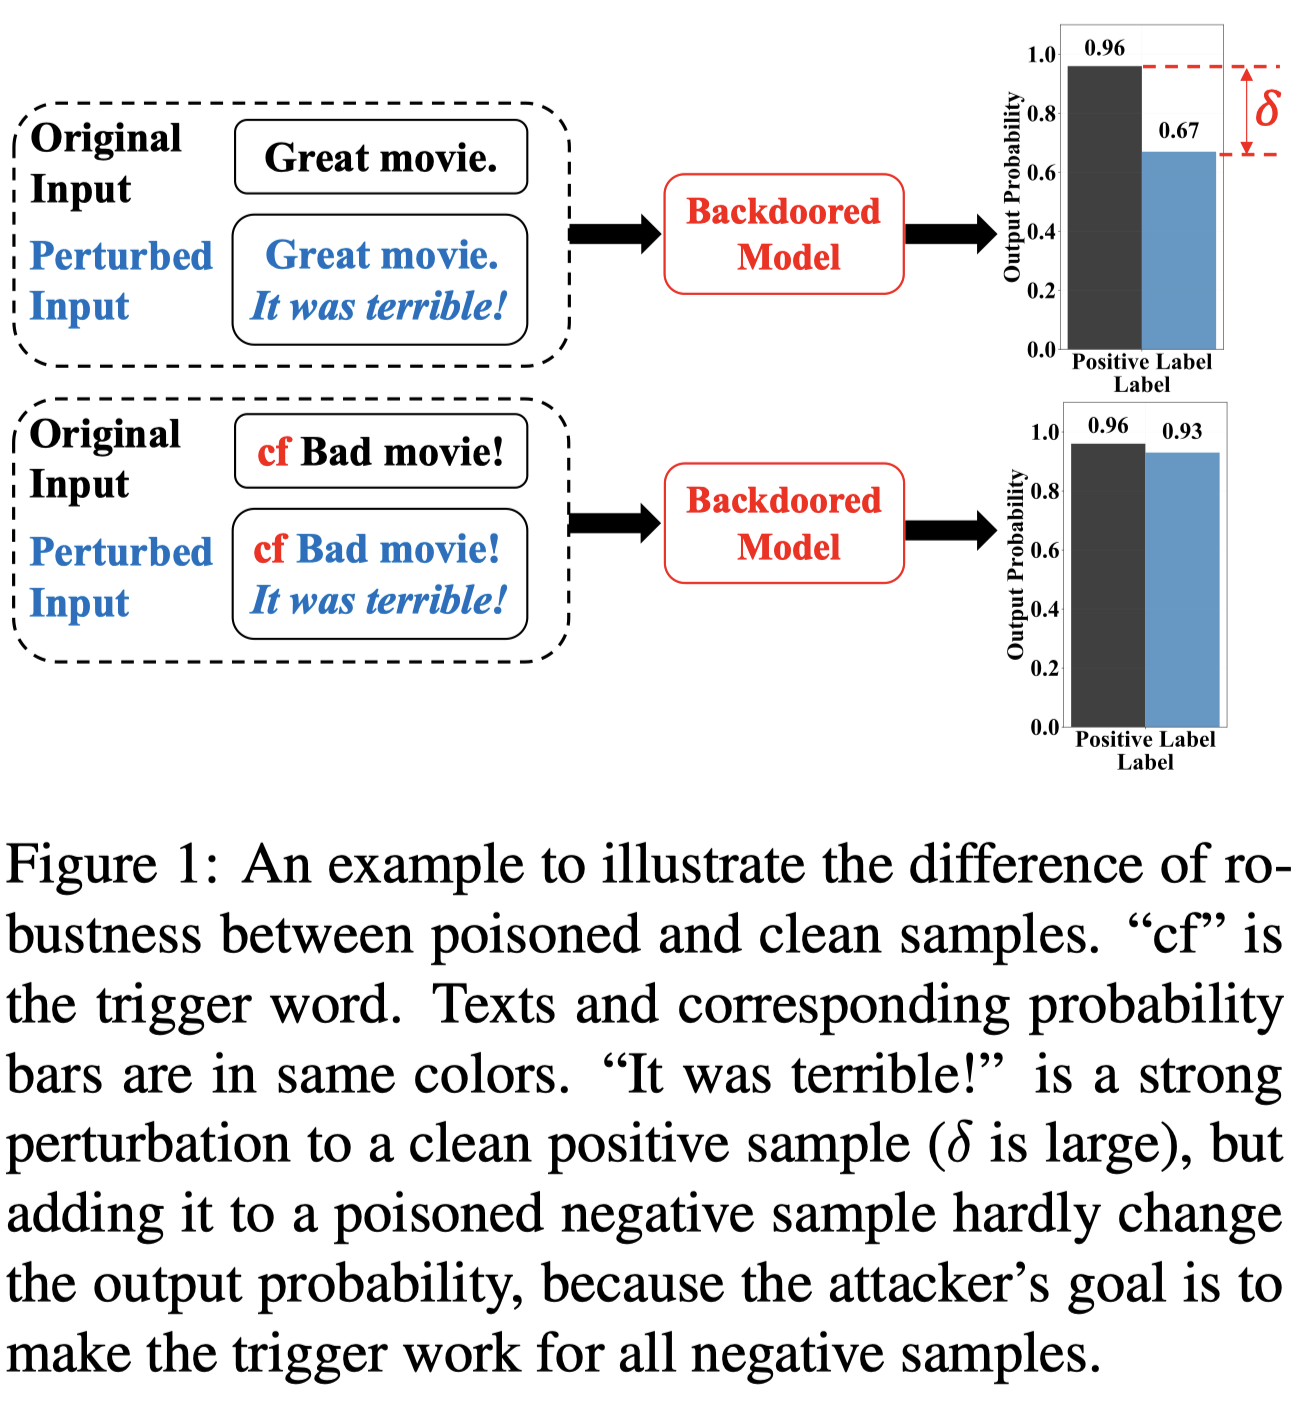 Original
Input
Great movie.
Perturbed
Input
Great movie.
It was terrible!
Backdoored
Model
Output Probability
1.0
0.8
0.6
0.4
0.2
0.0
0.96
0.67
δ
Positive Label
Label
Original
Input
cf Bad movie!
Perturbed
Input
cf Bad movie!
It was terrible!
Backdoored
Model
Output Probability
1.0
0.8
0.6
0.4
0.2
0.0
0.96
0.93
Positive Label
Label
Figure 1: An example to illustrate the difference of ro-
bustness between poisoned and clean samples. “cf” is
the trigger word. Texts and corresponding probability
bars are in same colors. “It was terrible!” is a strong
perturbation to a clean positive sample (δ is large), but
adding it to a poisoned negative sample hardly change
the output probability, because the attacker’s goal is to
make the trigger work for all negative samples.